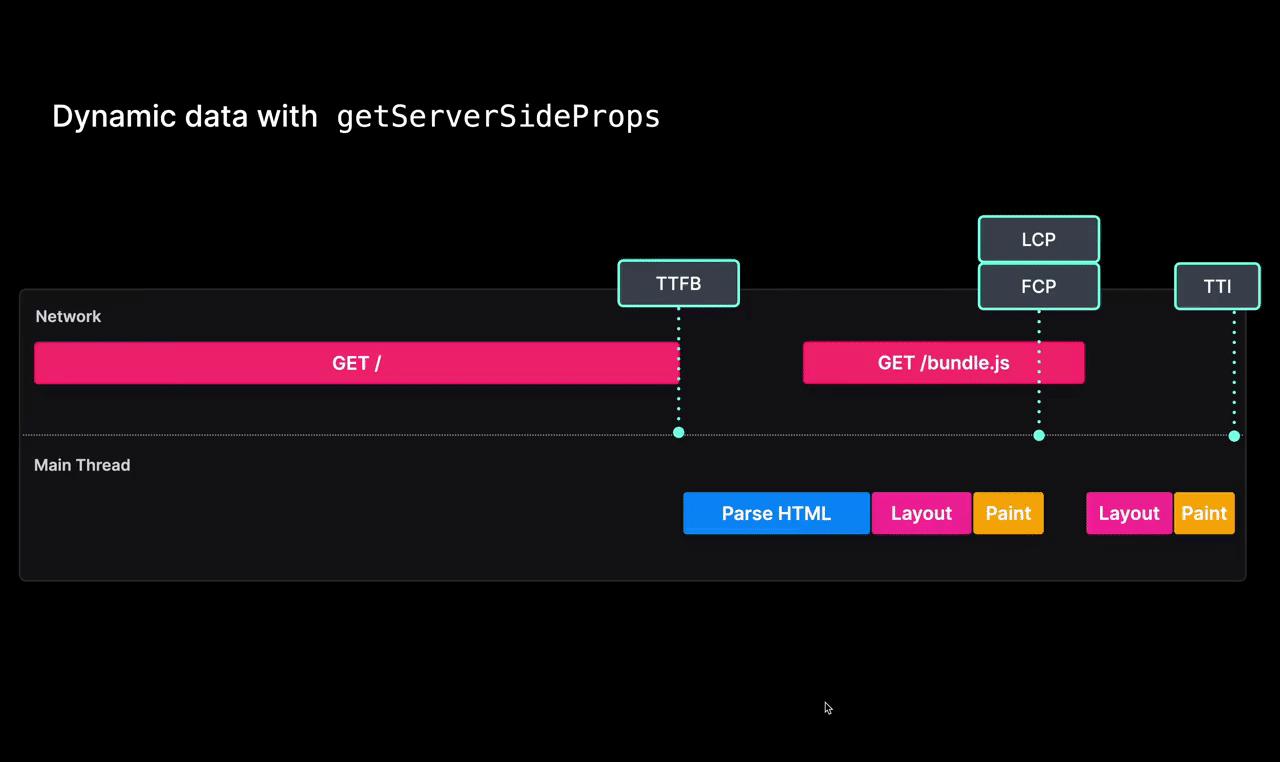 Dynamic data with getServerSideProps
LCP
TTFB
FCP
TTI
Network
GET /
GET /bundle.js
Main Thread
Parse HTML
Layout
Paint
Layout
Paint